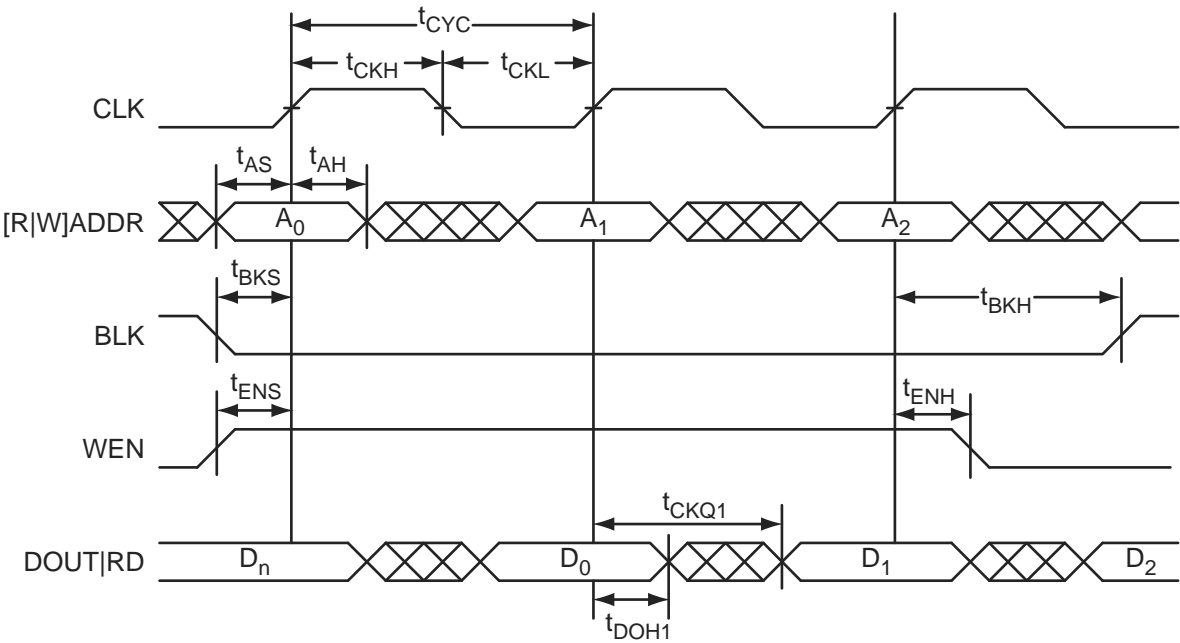 tCYC
tCKH tCKL
CLK
tAS tAH
[R|W]ADDR A0 A1 A2
tBKS tBKH
BLK
tENS tENH
WEN
tCKQ1
DOUT|RD Dn D0 D1 D2
tDOH1